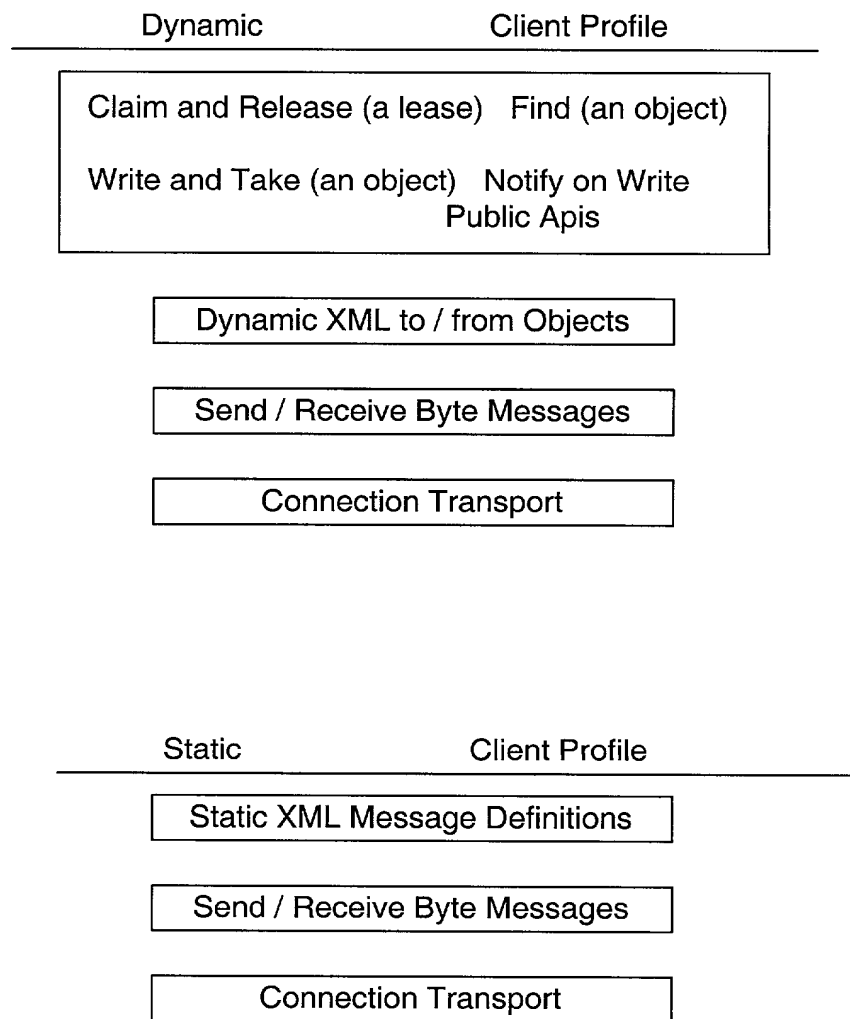 Dynamic Client Profile
Claim and Release (a lease) Find (an object)
Write and Take (an object) Notify on Write
Public Apis
Dynamic XML to / from Objects
Send / Receive Byte Messages
Connection Transport
Static Client Profile
Static XML Message Definitions
Send / Receive Byte Messages
Connection Transport